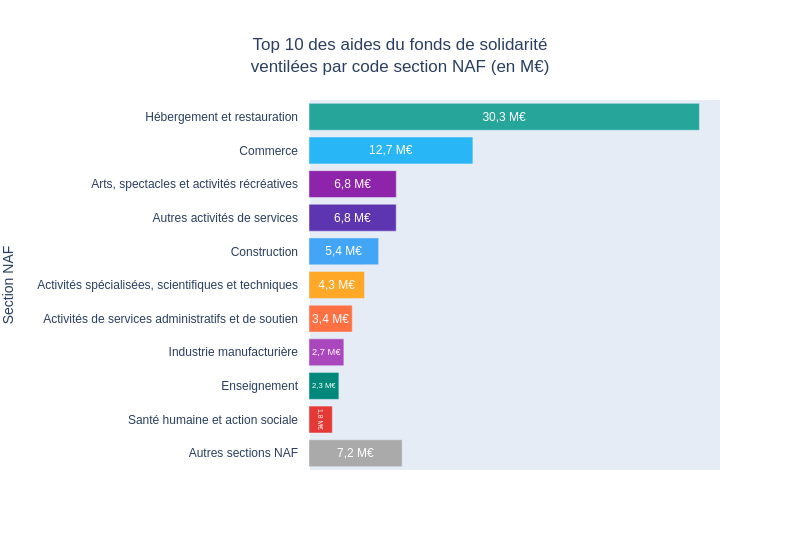 Top 10 des aides du fonds de solidarité
ventilées par code section NAF (en M€)
Section NAF
Hébergement et restauration 30,3 M€
Commerce 12,7 M€
Arts, spectacles et activités récréatives 6,8 M€
Autres activités de services 6,8 M€
Construction 5,4 M€
Activités spécialisées, scientifiques et techniques 4,3 M€
Activités de services administratifs et de soutien 3,4 M€
Industrie manufacturière 2,7 M€
Enseignement 2,3 M€
Santé humaine et action sociale 1,8 M€
Autres sections NAF 7,2 M€